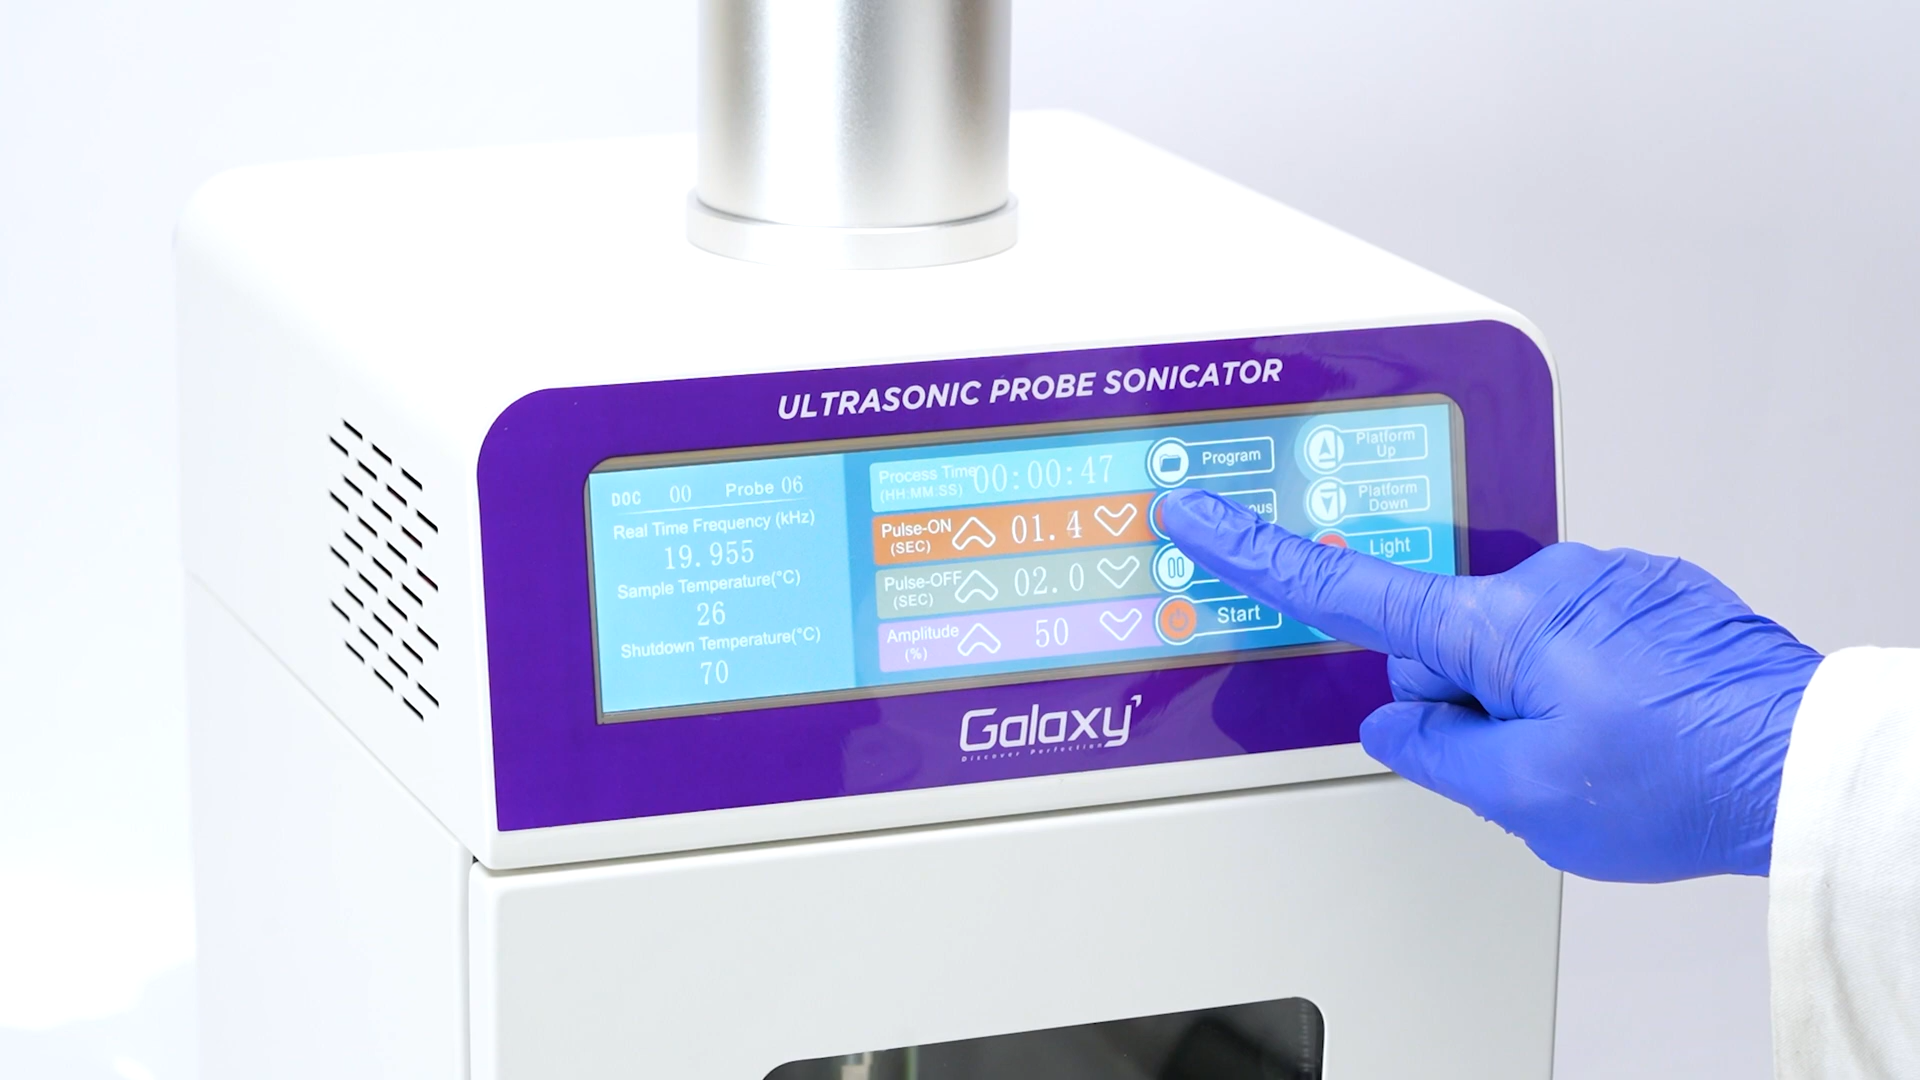 ULTRASONIC PROBE SONICATOR
DOC 00 Probe 06
Real Time Frequency (kHz)
19.955
Sample Temperature(°C)
26
Shutdown Temperature(°C)
70
Process Time
(HH:MM:SS)
00:00:47
Pulse-ON
(SEC)
01.4
Pulse-OFF
(SEC)
02.0
Amplitude
(%)
50
Program
Start
Platform
Up
Platform
Down
Light
Galaxy
Discover Perfection